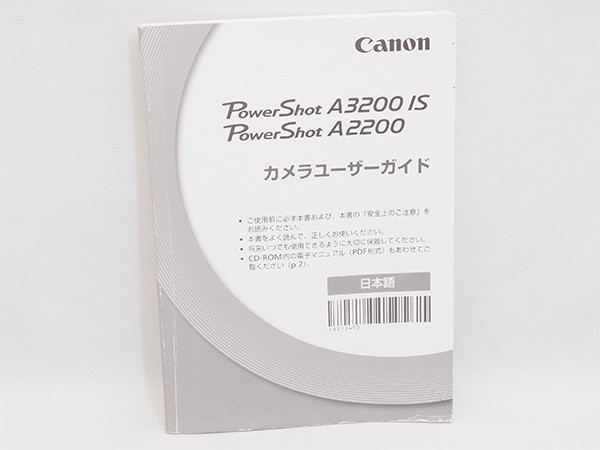 Canon
PowerShot A3200 IS
PowerShot A2200
カメラユーザーガイド
● ご使用前に必ず本書および、本書の「安全上のご注意」を
お読みください。
● 本書をよく読んで、正しくお使いください。
● 将来いつでも使用できるように大切に保管してください。
● CD-ROM内の電子マニュアル（PDF形式）もあわせてご
覧ください（p.2）。
日本語